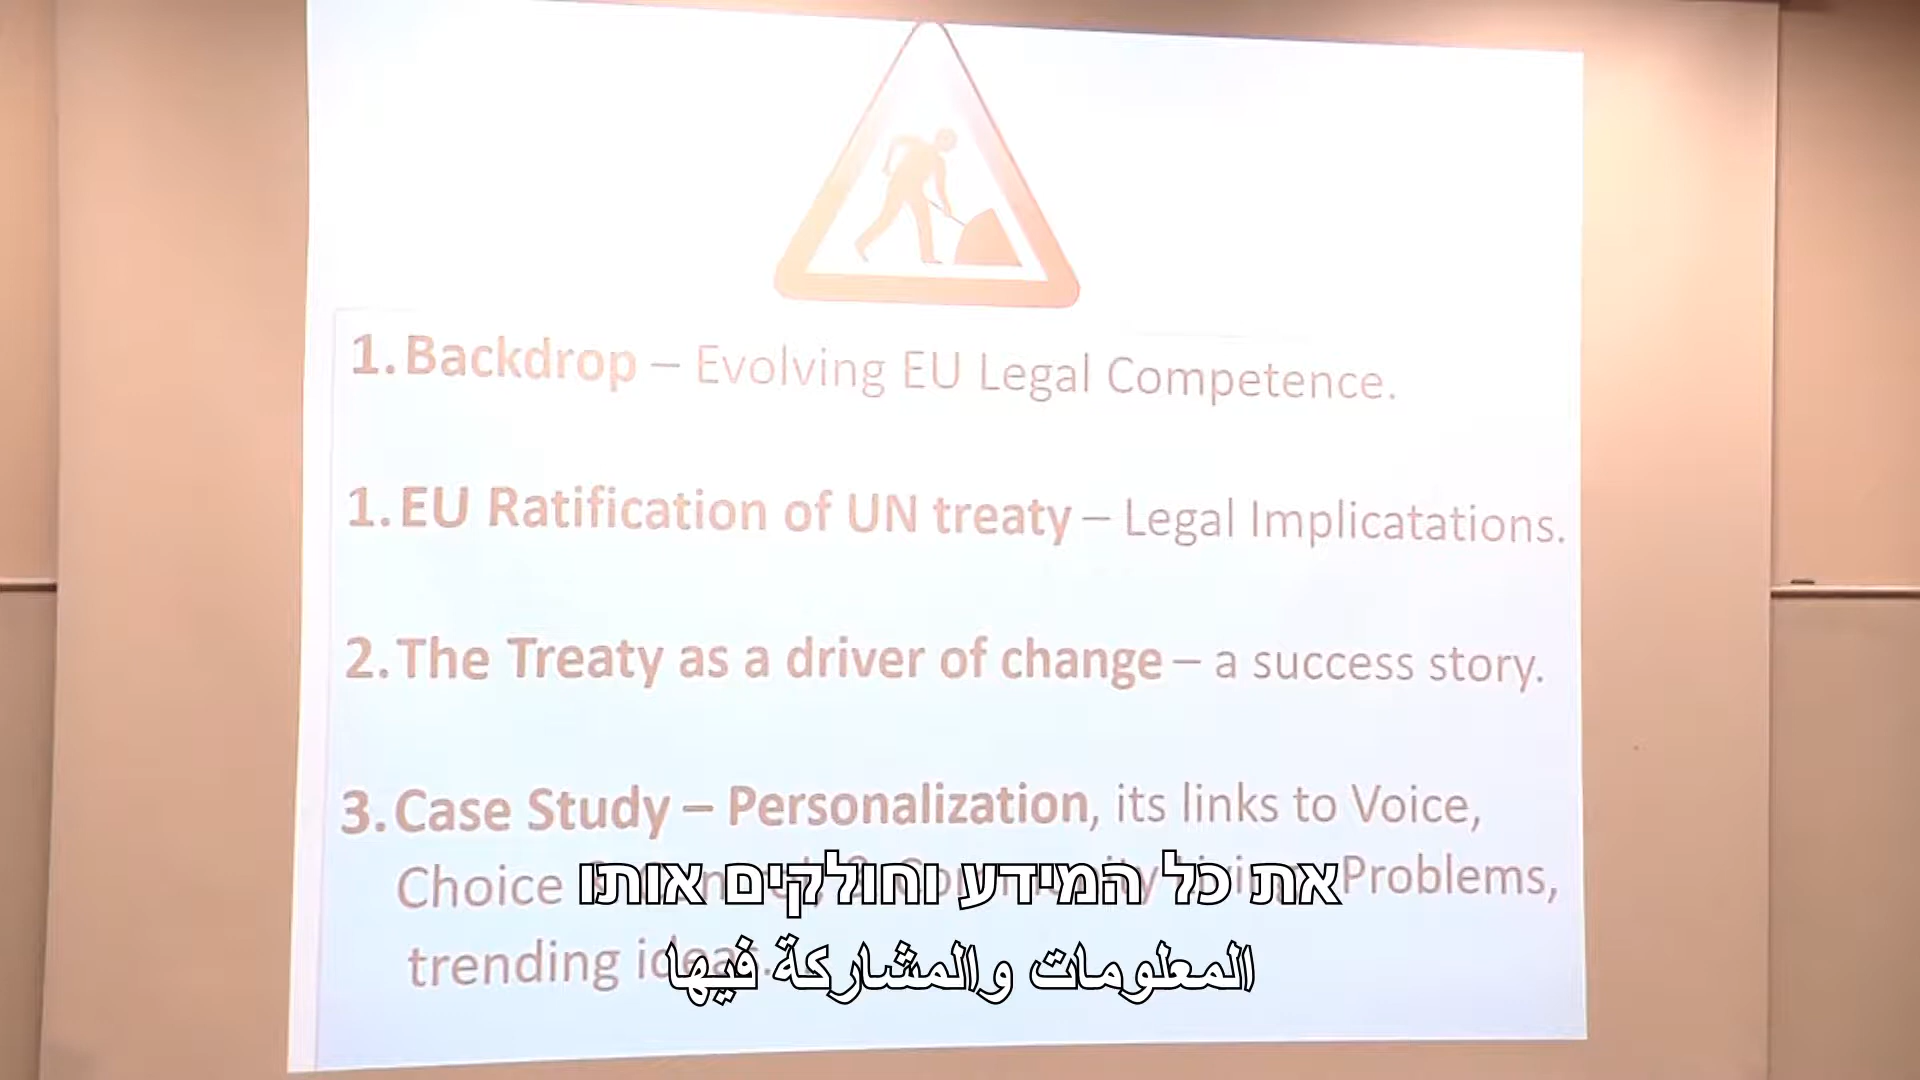 1. Backdrop – Evolving EU Legal Competence.
1. EU Ratification of UN treaty – Legal Implicatations.
2. The Treaty as a driver of change – a success story.
3. Case Study – Personalization, its links to Voice,
Choice Problems,
trending ideas.
את כל המידע וחולקים אותו
المعلومات والمشاركة فيها